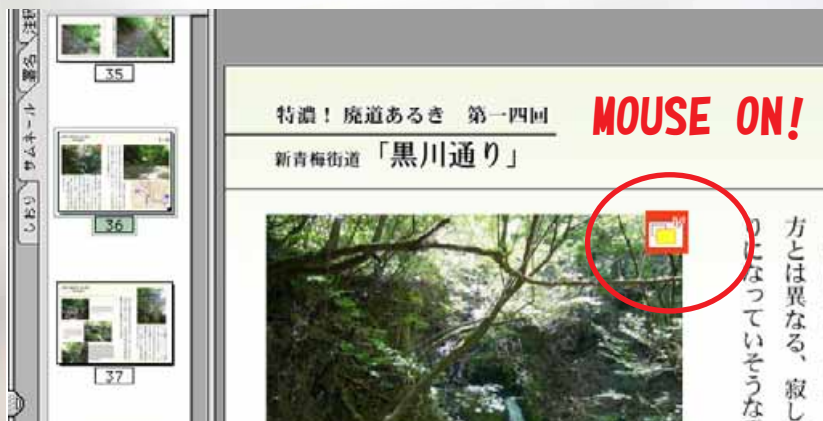 注釈
署名
サムネール
しおり
35
36
37
特濃！廃道あるき　第一四回
MOUSE ON!
新青梅街道「黒川通り」
方とは異なる、寂し
りになっていそうな